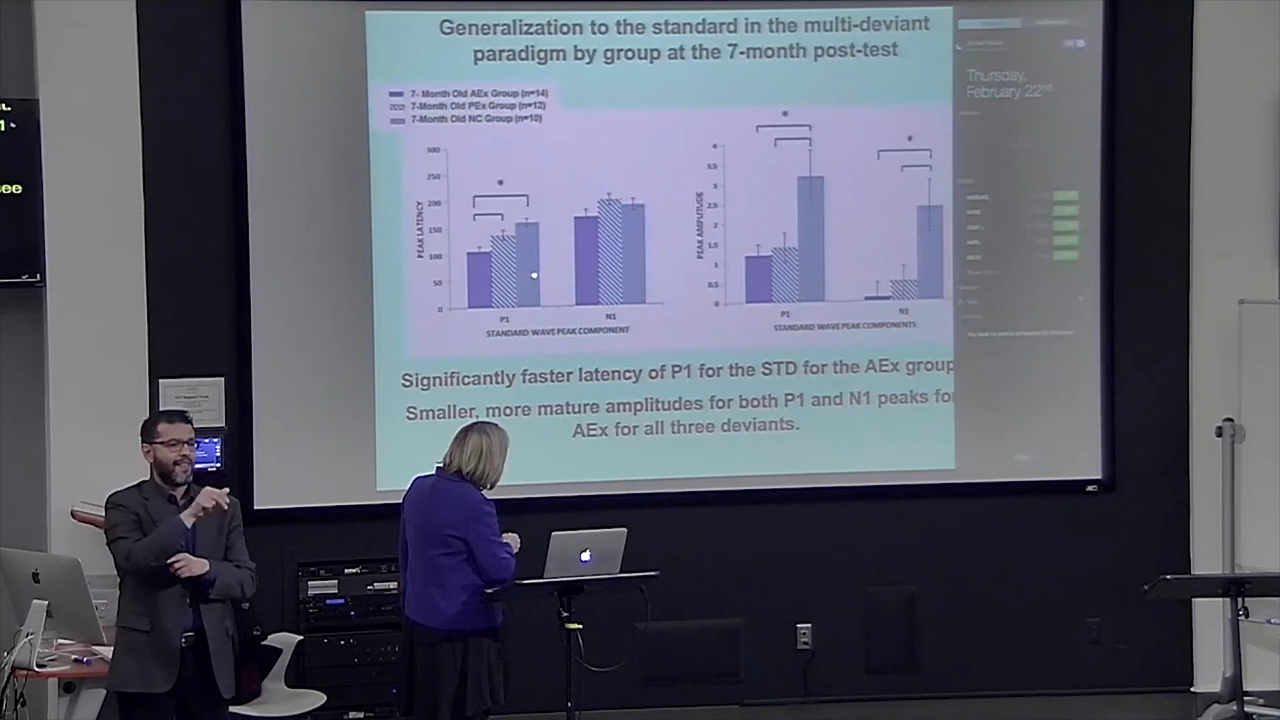 Generalization to the standard in the multi-deviant
paradigm by group at the 7-month post-test
7- Month Old AEx Group (n=14)
7-Month Old PEx Group (n=12)
7-Month Old NC Group (n=10)
PEAK LATENCY
300
250
200
150
100
50
0
*
P1
N1
STANDARD WAVE PEAK COMPONENT
PEAK AMPLITUDE
4
3.5
3
2.5
2
1.5
1
0.5
0
*
*
P1
N1
STANDARD WAVE PEAK COMPONENTS
Significantly faster latency of P1 for the STD for the AEx group
Smaller, more mature amplitudes for both P1 and N1 peaks fo
AEx for all three deviants.
Thursday,
February 22nd
see